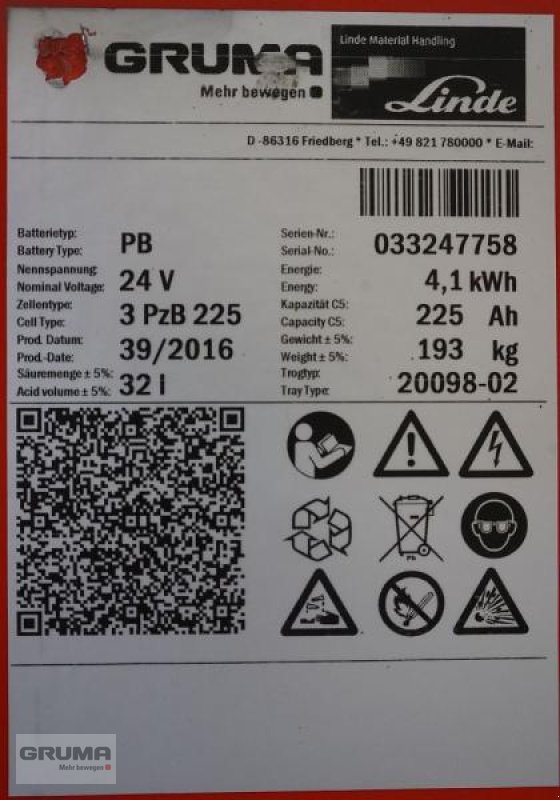 GRUMA
Mehr bewegen
Linde Material Handling
Linde
D -86316 Friedberg * Tel.: +49 821 780000 * E-Mail:
Batterietyp:
Battery Type: PB
Nennspannung
Nominal Voltage: 24 V
Zellentype:
Cell Type: 3 PzB 225
Prod. Datum:
Prod.-Date: 39/2016
Säuremenge ± 5%:
Acid volume ± 5%: 32 l
Serien-Nr.:
Serial-No.: 033247758
Energie:
Energy: 4,1 kWh
Kapazität C5:
Capacity C5: 225 Ah
Gewicht ± 5%:
Weight ± 5%: 193 kg
Trogtyp:
Tray Type: 20098-02
Pb
GRUMA
Mehr bewegen